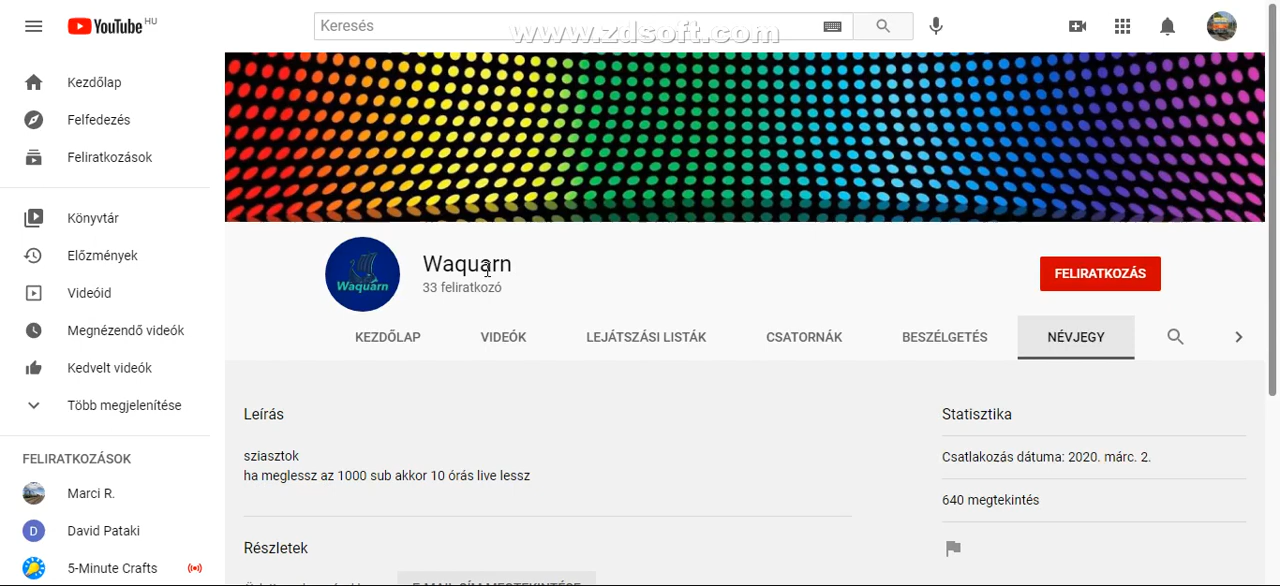 YouTube HU
Keresés
www.zdsoft.com
Kezdőlap
Felfedezés
Feliratkozások
Könyvtár
Előzmények
Videóid
Megnézendő videók
Kedvelt videók
Több megjelenítése
FELIRATKOZÁSOK
Marci R.
D
David Pataki
5-Minute Crafts
Waquarn
Waquarn
33 feliratkozó
FELIRATKOZÁS
KEZDŐLAP
VIDEÓK
LEJÁTSZÁSI LISTÁK
CSATORNÁK
BESZÉLGETÉS
NÉVJEGY
Leírás
sziasztok
ha meglessz az 1000 sub akkor 10 órás live lessz
Részletek
E-MAIL CÍM MEGTEKINTÉSE
Statisztika
Csatlakozás dátuma: 2020. márc. 2.
640 megtekintés